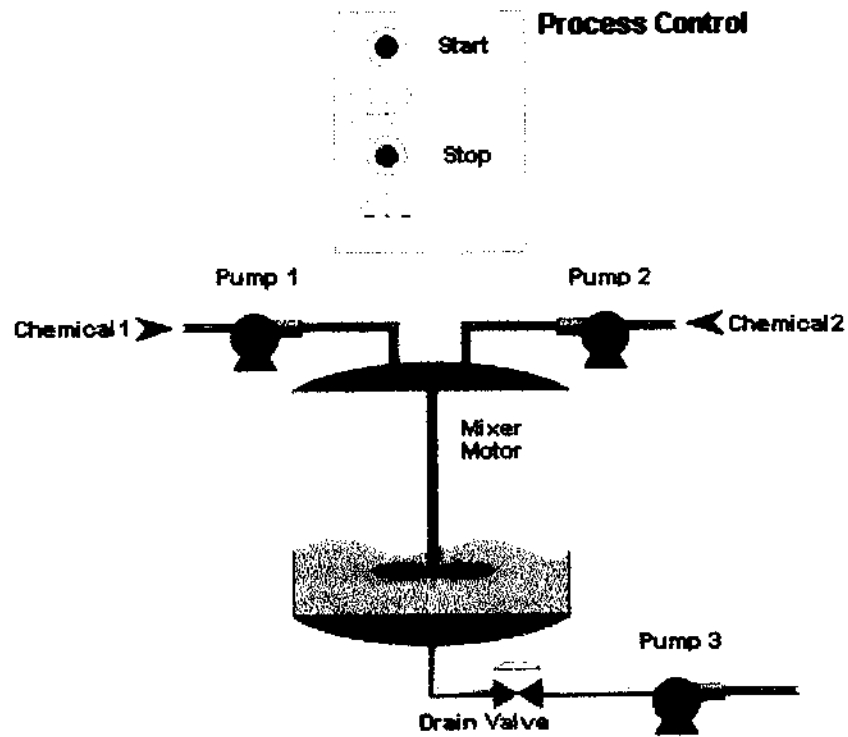 Process Control
Start
Stop
Pump 1
Pump 2
Chemical 1
Chemical 2
Mixer
Motor
Pump 3
Drain Valve